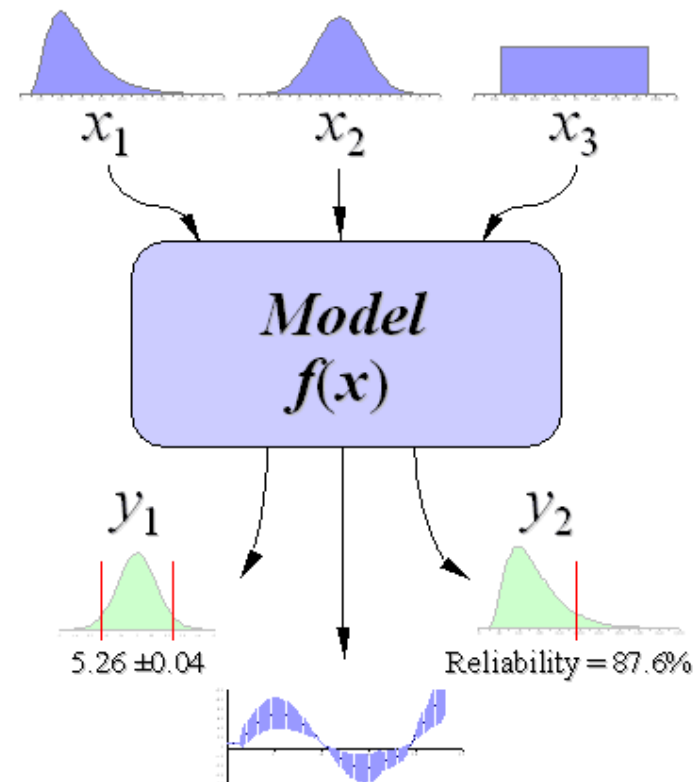 x₁ x₂ x₃
Model
f(x)
y₁ y₂
5.26 ±0.04 Reliability = 87.6%